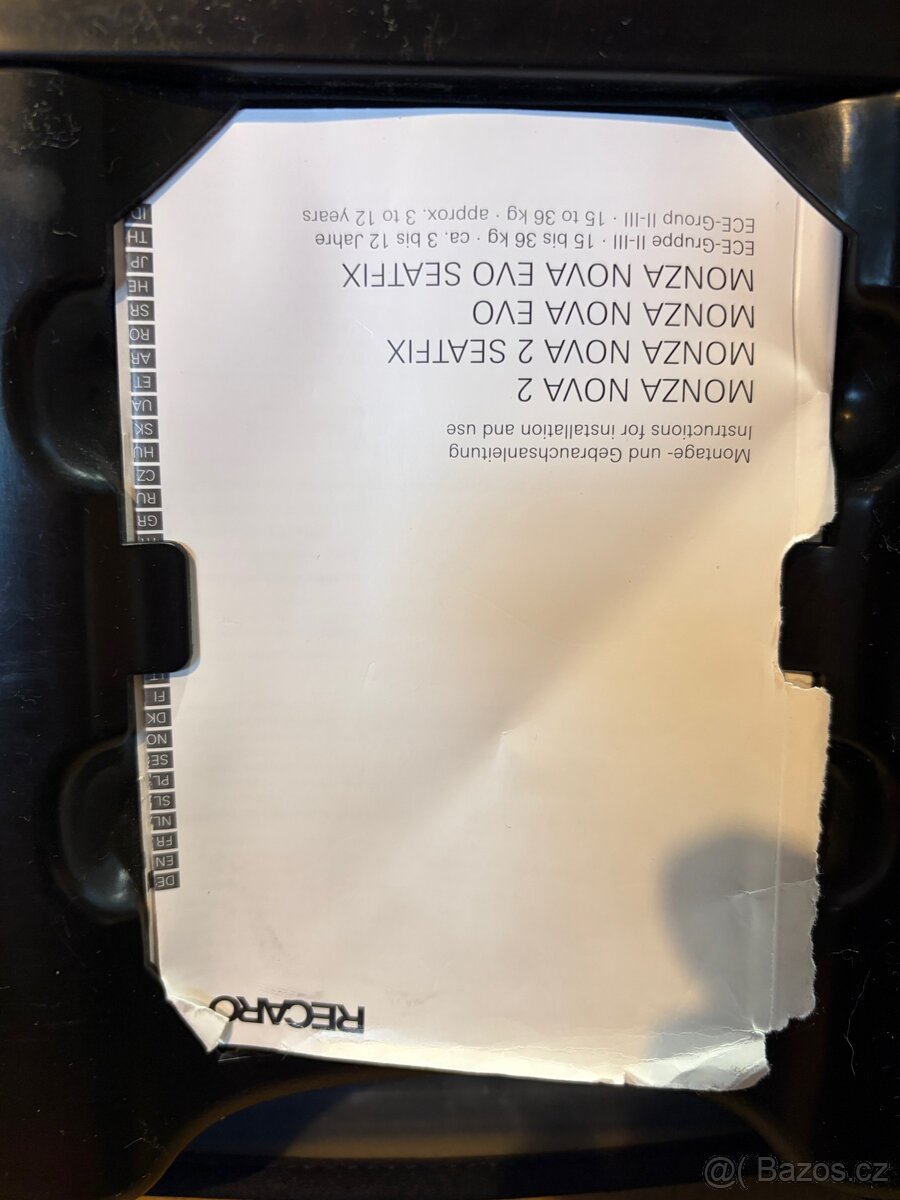 RECARO
Montage- und Gebrauchsanleitung
Instructions for installation and use
MONZA NOVA 2
MONZA NOVA 2 SEATFIX
MONZA NOVA EVO
MONZA NOVA EVO SEATFIX
ECE-Gruppe II-III · 15 bis 36 kg · ca. 3 bis 12 Jahre
ECE-Group II-III · 15 to 36 kg · approx. 3 to 12 years
DE
EN
FR
NL
SL
PL
SE
NO
DK
FI
GR
RU
CZ
HU
SK
UA
ET
AR
RO
SR
HE
JP
TH
ID
@( Bazos.cz